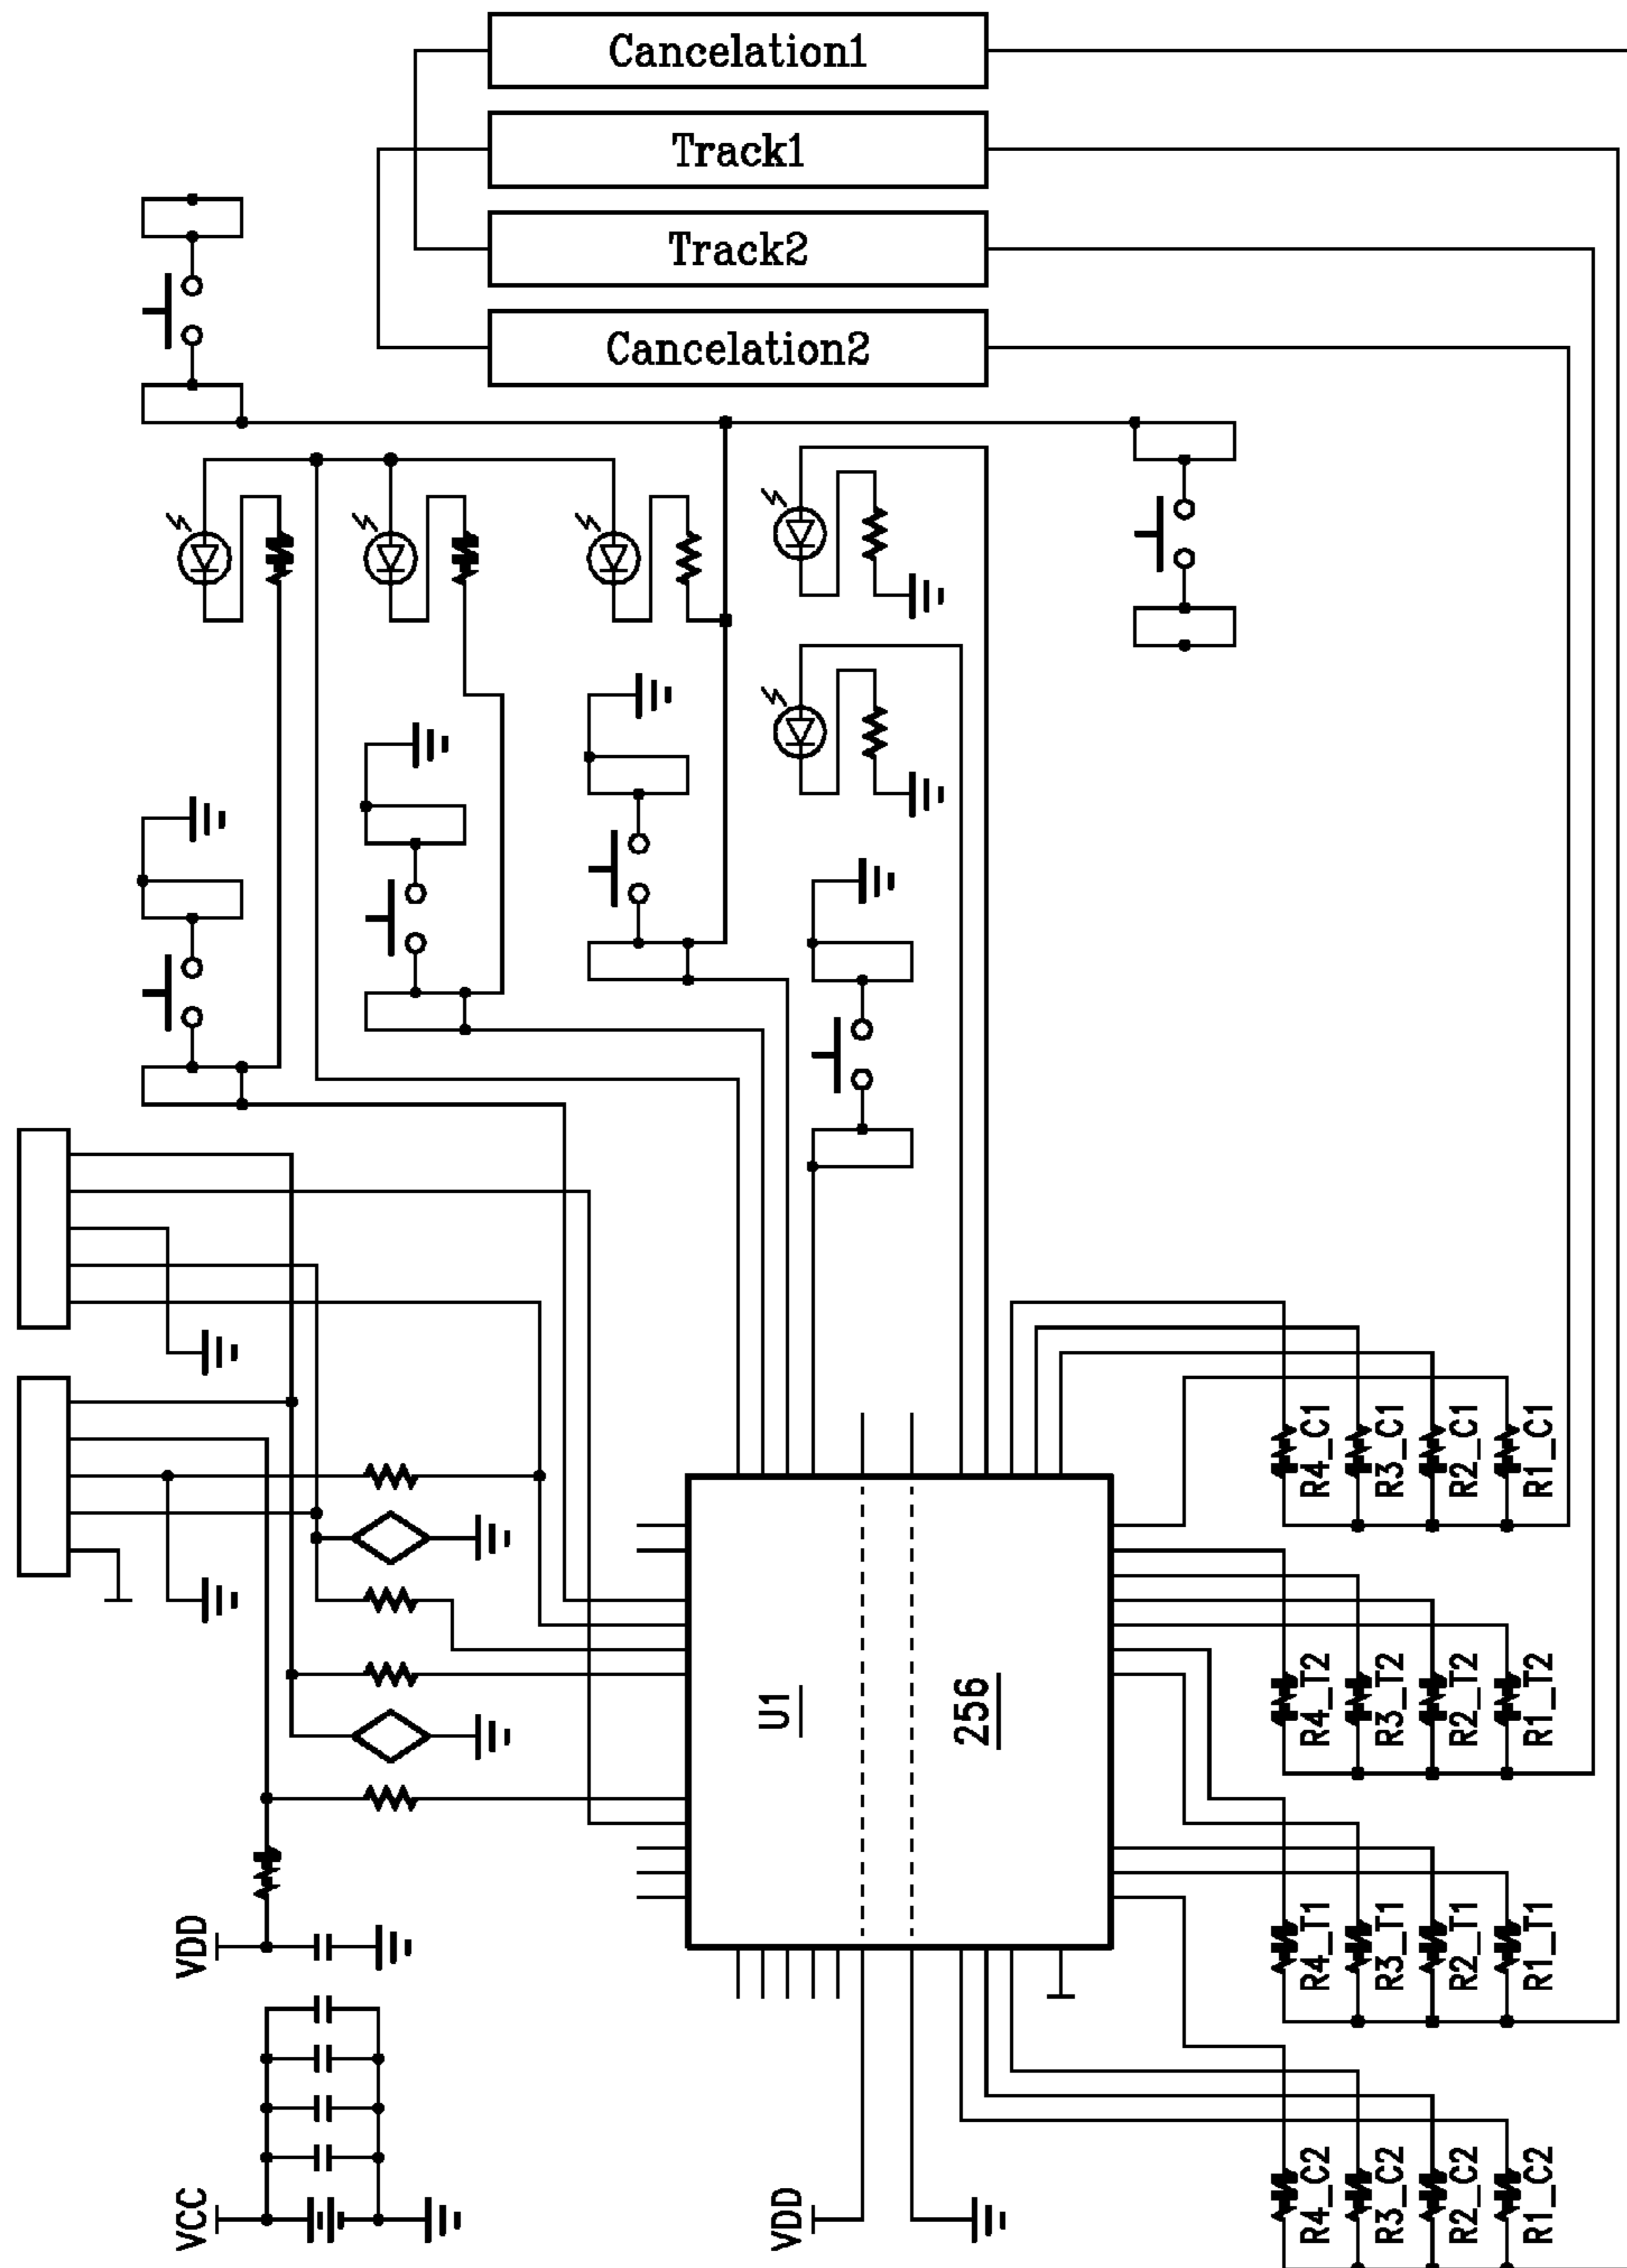 Cancelation1
Track1
Track2
Cancelation2
R4_C1
R3_C1
R2_C1
R1_C1
U1
256
R4_T2
R3_T2
R2_T2
R1_T2
VDD
R4_T1
R3_T1
R2_T1
R1_T1
VCC
VDD
R4_C2
R3_C2
R2_C2
R1_C2